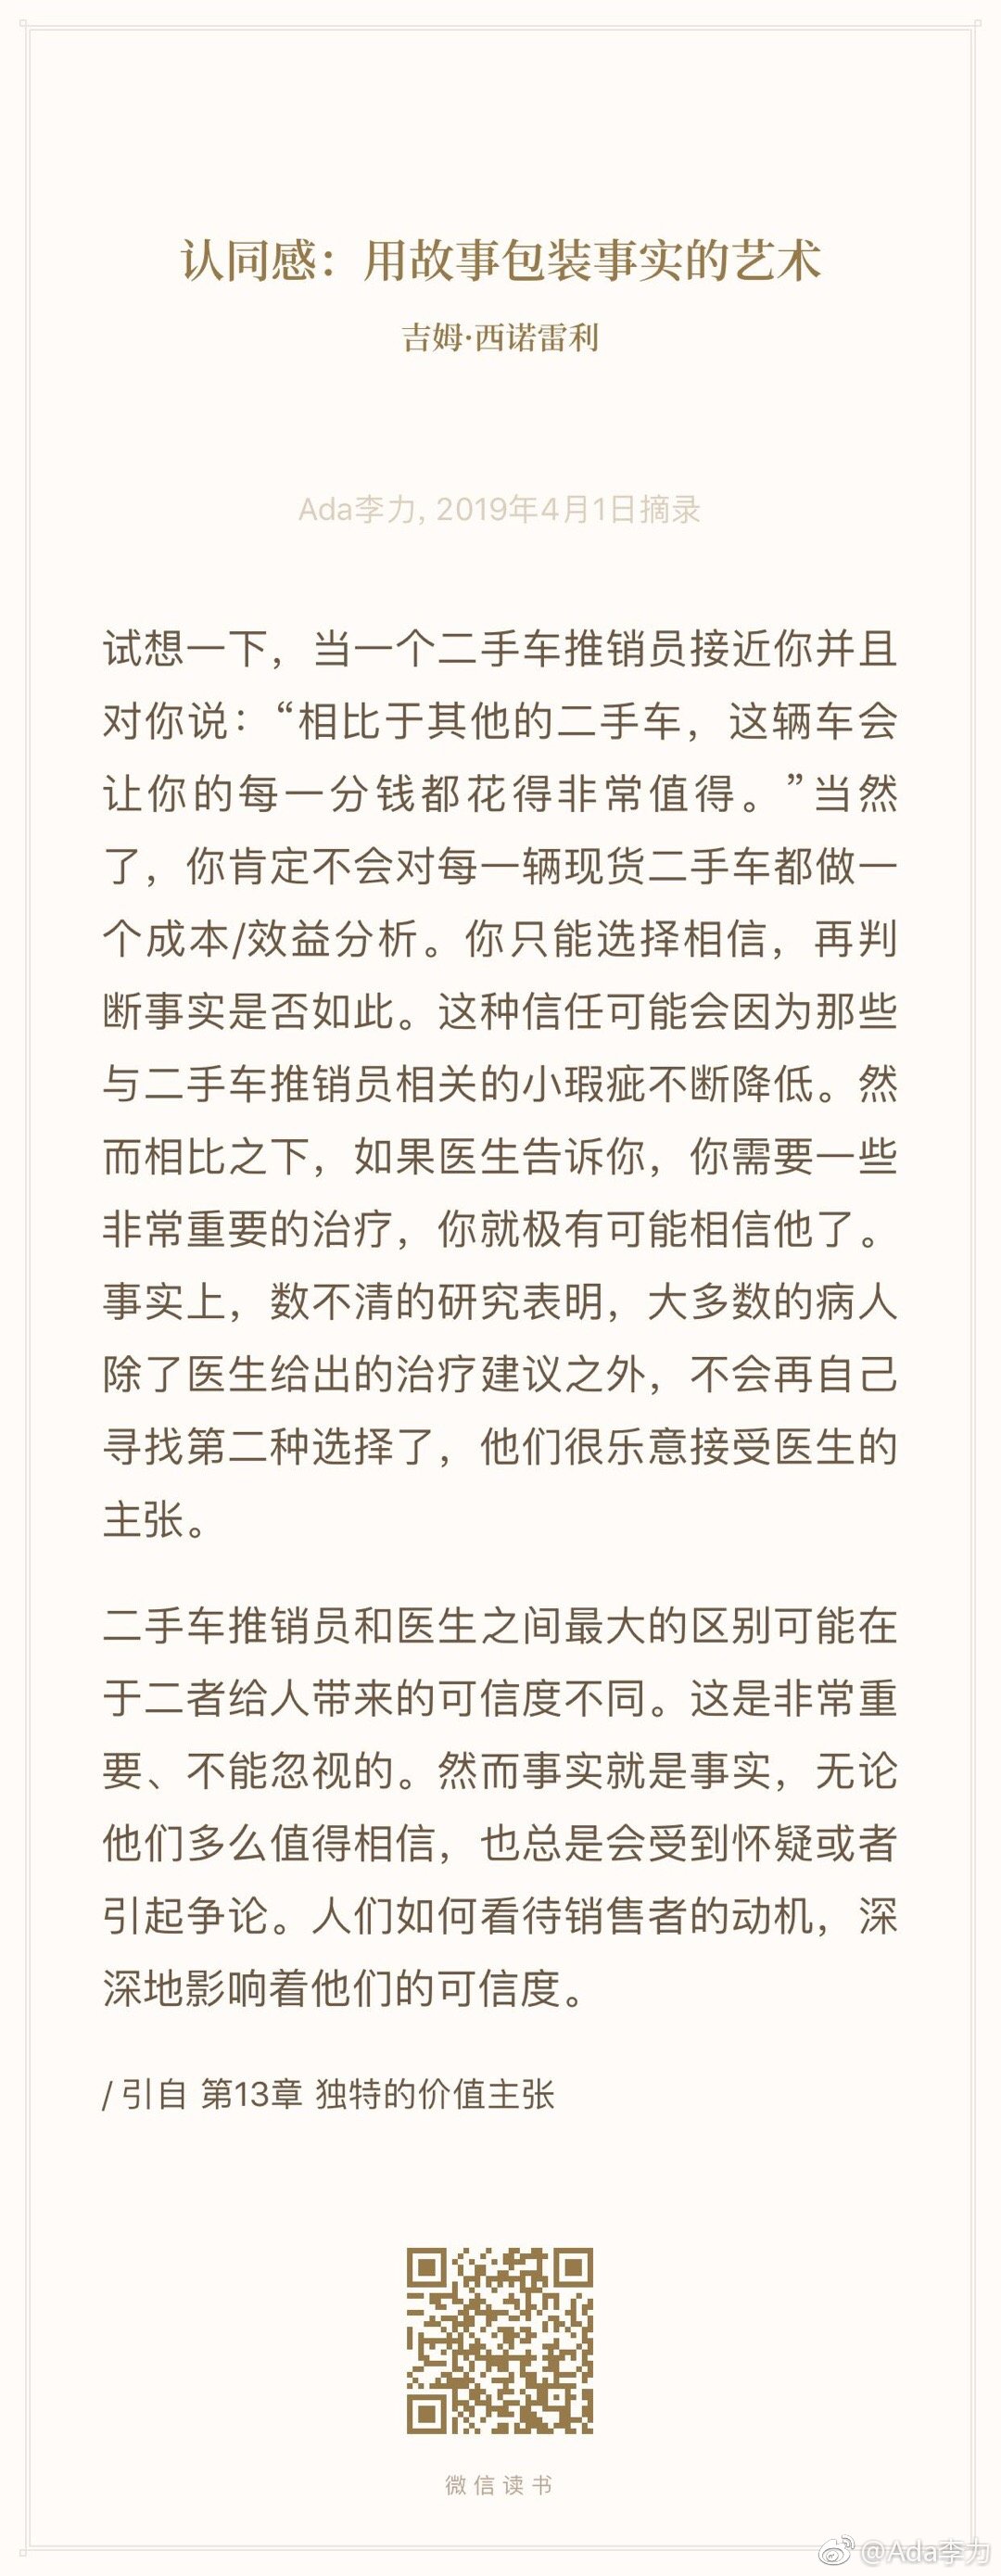 认同感：用故事包装事实的艺术
吉姆·西诺雷利
Ada李力, 2019年4月1日摘录
试想一下，当一个二手车推销员接近你并且
对你说：“相比于其他的二手车，这辆车会
让你的每一分钱都花得非常值得。”当然
了，你肯定不会对每一辆现货二手车都做一
个成本/效益分析。你只能选择相信，再判
断事实是否如此。这种信任可能会因为那些
与二手车推销员相关的小瑕疵不断降低。然
而相比之下，如果医生告诉你，你需要一些
非常重要的治疗，你就极有可能相信他了。
事实上，数不清的研究表明，大多数的病人
除了医生给出的治疗建议之外，不会再自己
寻找第二种选择了，他们很乐意接受医生的
主张。
二手车推销员和医生之间最大的区别可能在
于二者给人带来的可信度不同。这是非常重
要、不能忽视的。然而事实就是事实，无论
他们多么值得相信，也总是会受到怀疑或者
引起争论。人们如何看待销售者的动机，深
深地影响着他们的可信度。
/ 引自 第13章 独特的价值主张
微信读书
@Ada李力